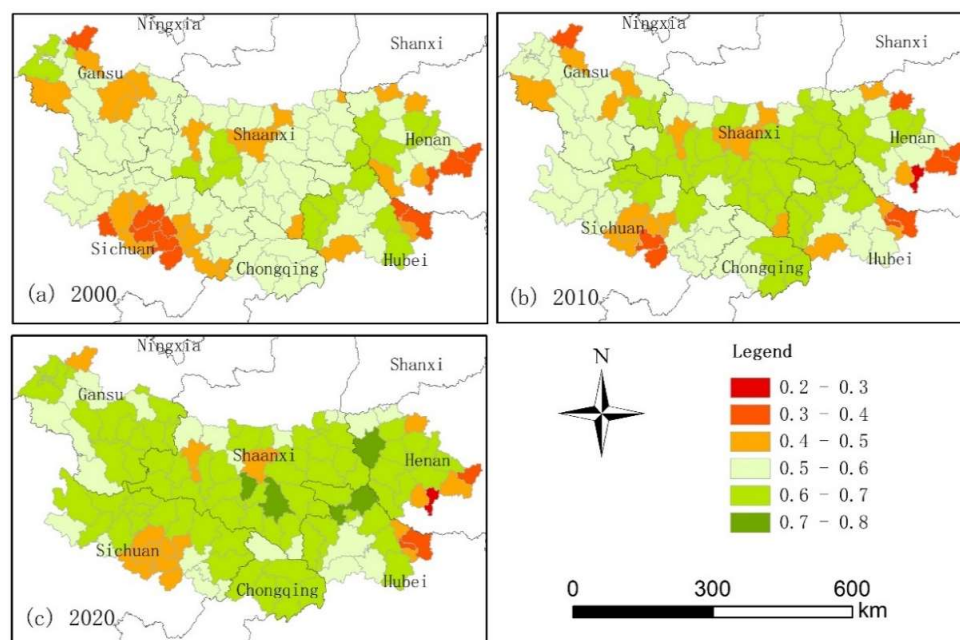 Ningxia
Shanxi
Gansu
Shaanxi
Henan
Sichuan
Chongqing
Hubei
(a) 2000
Shanxi
Gansu
Shaanxi
Henan
Sichuan
Chongqing
Hubei
(b) 2010
Ningxia
Shanxi
Gansu
Shaanxi
Henan
Sichuan
Chongqing
Hubei
(c) 2020
N
Legend
0.2 - 0.3
0.3 - 0.4
0.4 - 0.5
0.5 - 0.6
0.6 - 0.7
0.7 - 0.8
0 300 600
km